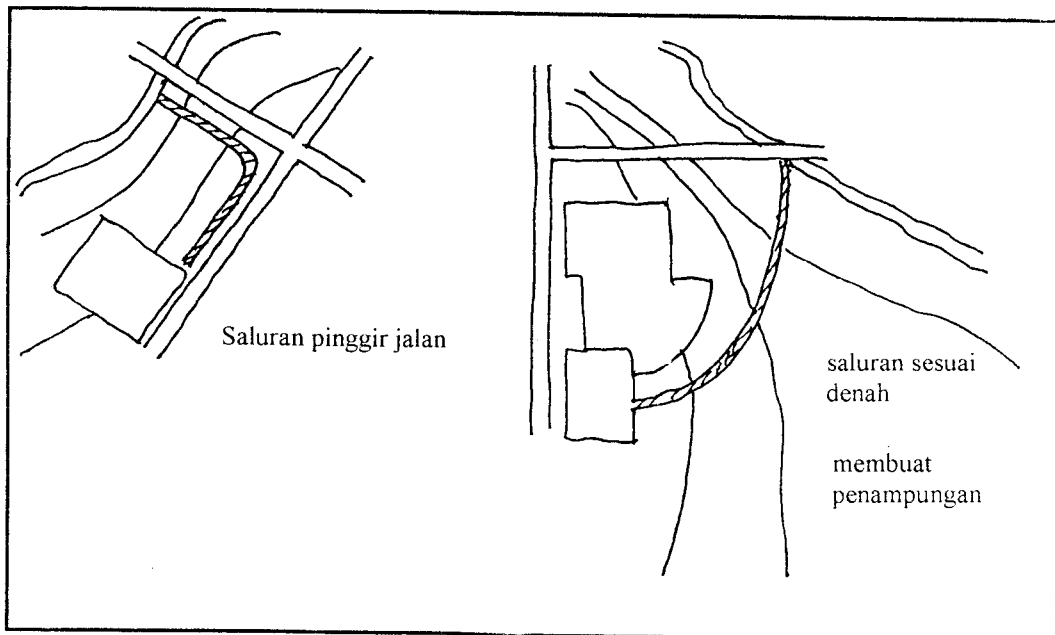 Saluran pinggir jalan
saluran sesuai
denah
membuat
penampungan